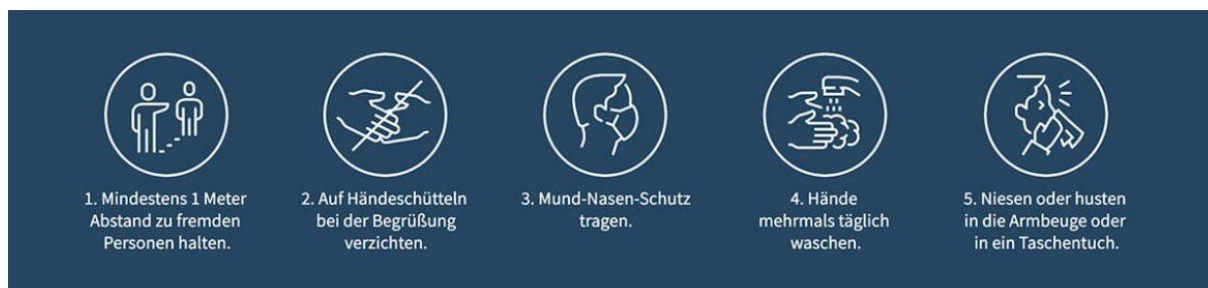 1. Mindestens 1 Meter
Abstand zu fremden
Personen halten.
2. Auf Händeschütteln
bei der Begrüßung
verzichten.
3. Mund-Nasen-Schutz
tragen.
4. Hände
mehrmals täglich
waschen.
5. Niesen oder husten
in die Armbeuge oder
in ein Taschentuch.